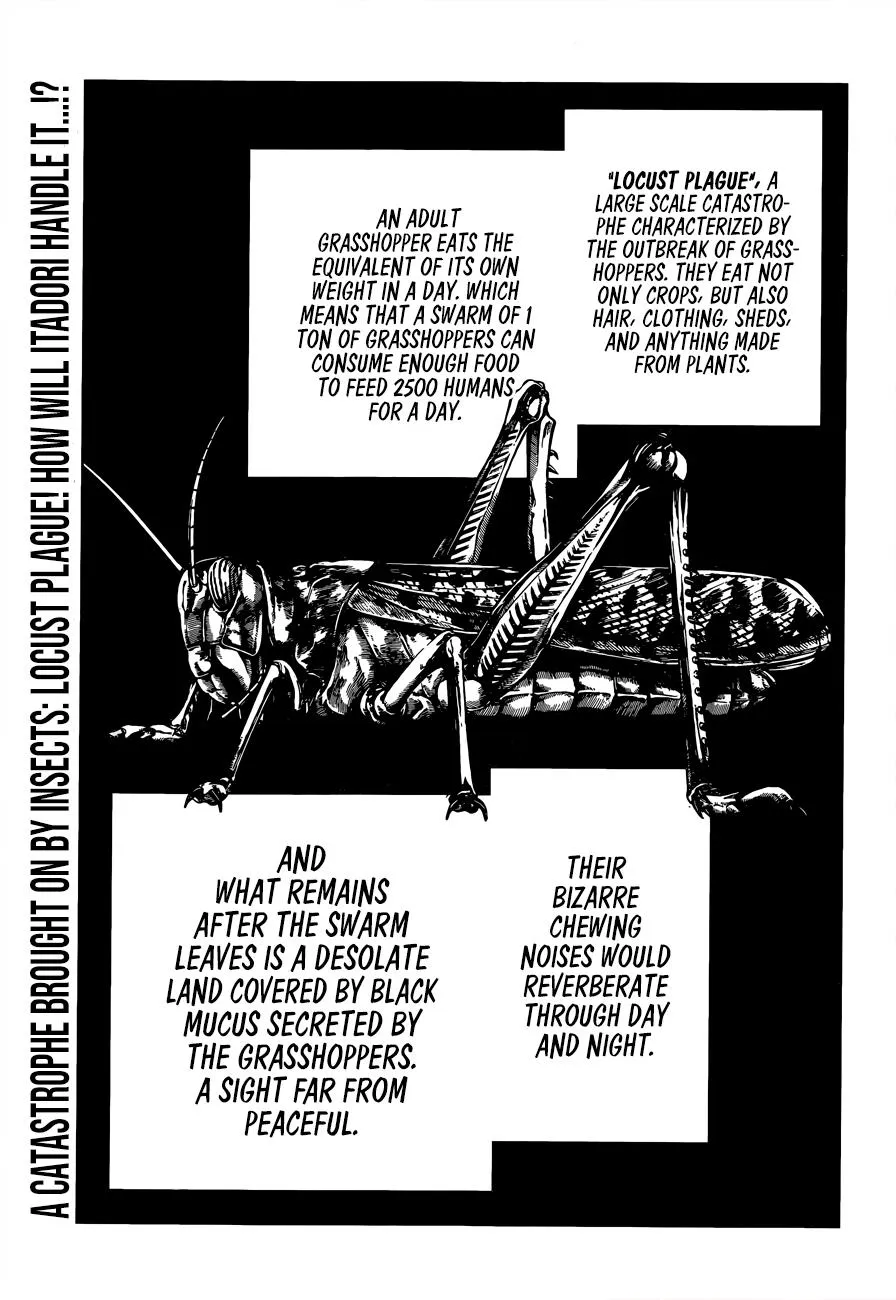 A CATASTROPHE BROUGHT ON BY INSECTS: LOCUST PLAGUE! HOW WILL ITADORI HANDLE IT...!?
"LOCUST PLAGUE", A
LARGE SCALE CATASTRO-
PHE CHARACTERIZED BY
THE OUTBREAK OF GRASS-
HOPPERS. THEY EAT NOT
ONLY CROPS, BUT ALSO
HAIR, CLOTHING, SHEDS,
AND ANYTHING MADE
FROM PLANTS.
AN ADULT
GRASSHOPPER EATS THE
EQUIVALENT OF ITS OWN
WEIGHT IN A DAY. WHICH
MEANS THAT A SWARM OF 1
TON OF GRASSHOPPERS CAN
CONSUME ENOUGH FOOD
TO FEED 2500 HUMANS
FOR A DAY.
THEIR
BIZARRE
CHEWING
NOISES WOULD
REVERBERATE
THROUGH DAY
AND NIGHT.
AND
WHAT REMAINS
AFTER THE SWARM
LEAVES IS A DESOLATE
LAND COVERED BY BLACK
MUCUS SECRETED BY
THE GRASSHOPPERS.
A SIGHT FAR FROM
PEACEFUL.